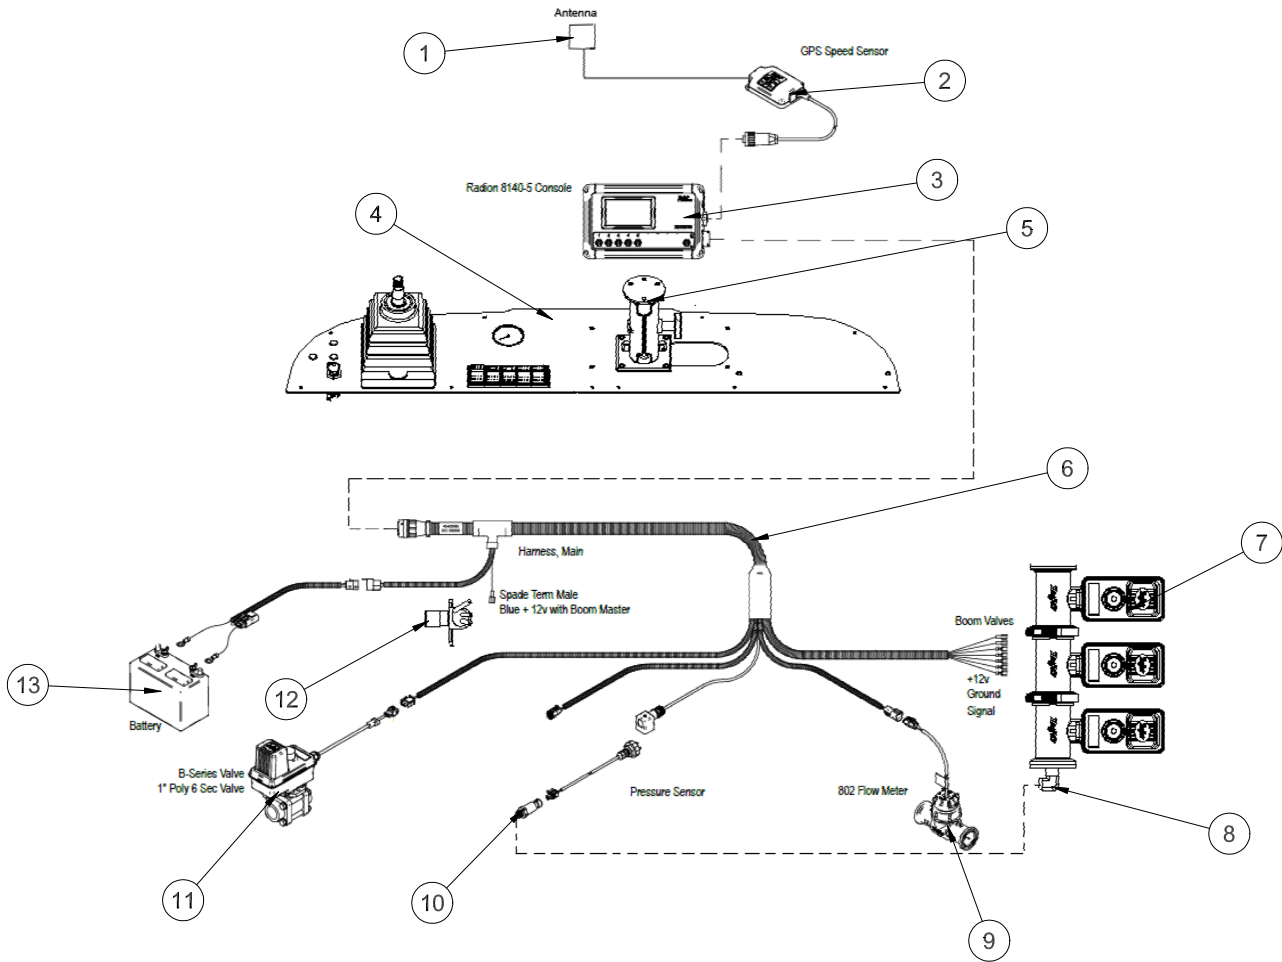 Antenna
1
GPS Speed Sensor
2
Radion 8140-5 Console
3
4
5
6
Harness, Main
7
Spade Term Male
Blue + 12v with Boom Master
12
Boom Valves
+12v
Ground
Signal
13
Battery
B-Series Valve
1" Poly 6 Sec Valve
Pressure Sensor
802 Flow Meter
8
11
10
9